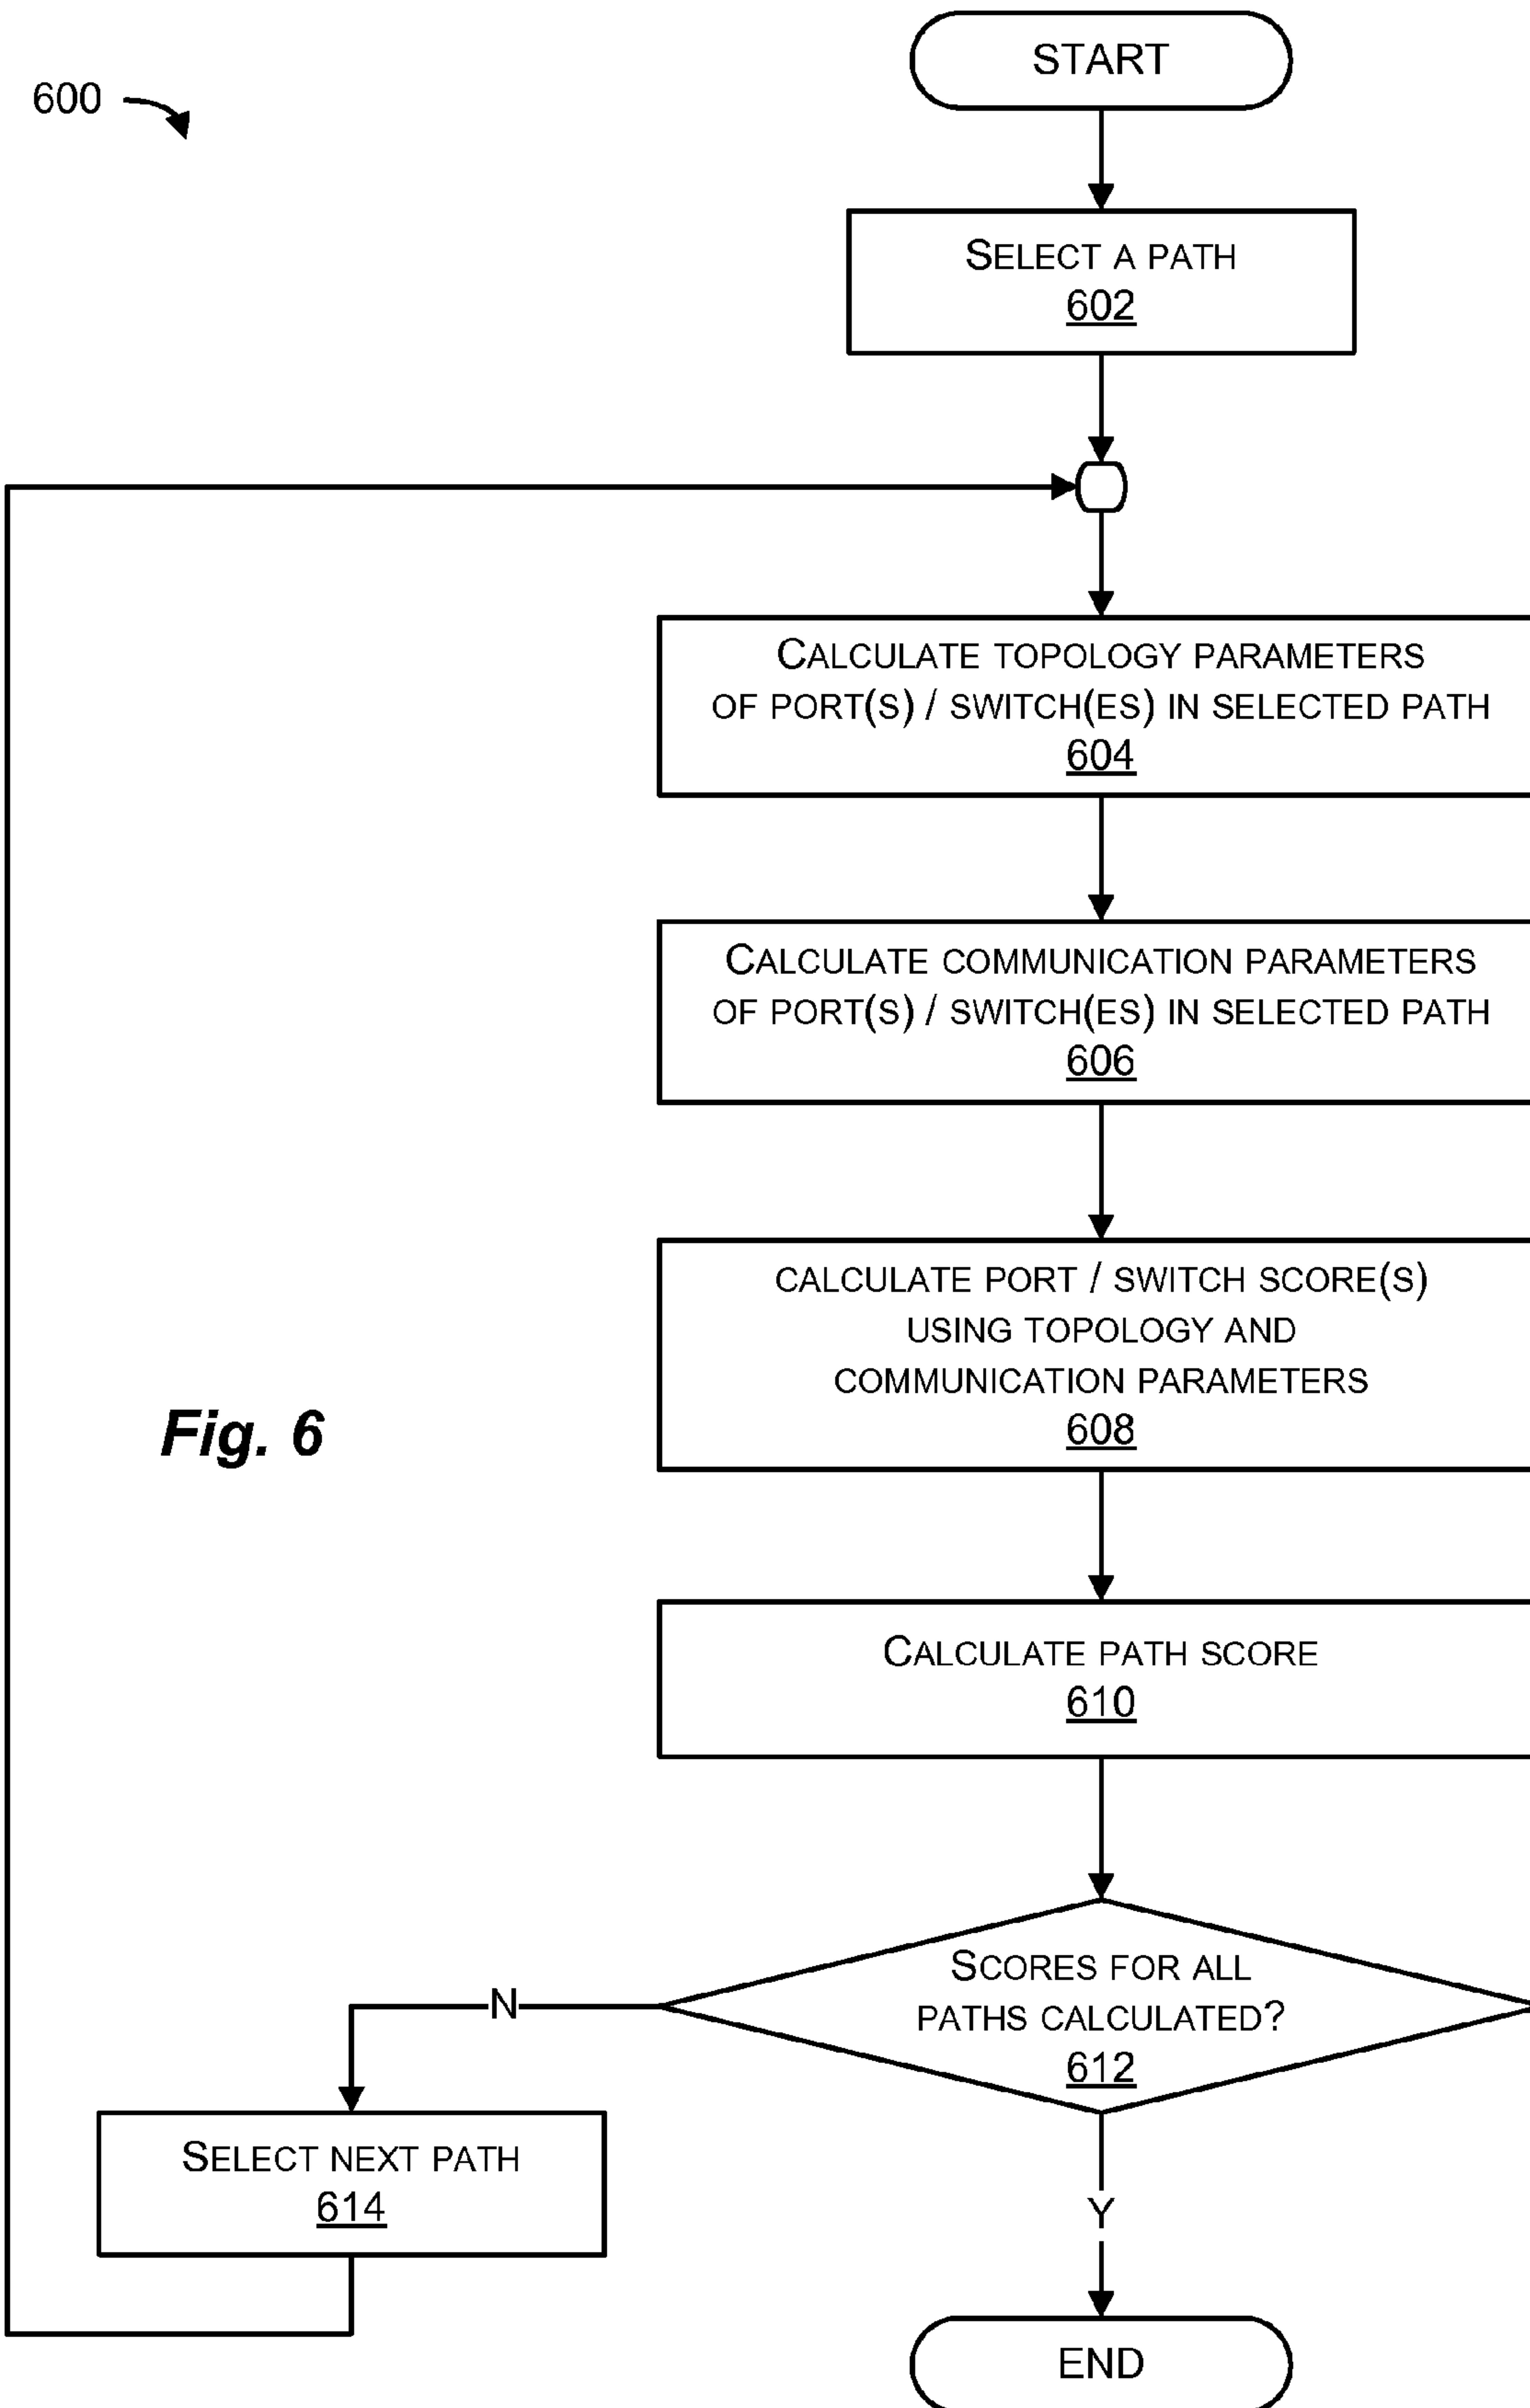 600
START
SELECT A PATH
602
CALCULATE TOPOLOGY PARAMETERS
OF PORT(S) / SWITCH(ES) IN SELECTED PATH
604
CALCULATE COMMUNICATION PARAMETERS
OF PORT(S) / SWITCH(ES) IN SELECTED PATH
606
CALCULATE PORT / SWITCH SCORE(S)
USING TOPOLOGY AND
COMMUNICATION PARAMETERS
608
Fig. 6
CALCULATE PATH SCORE
610
SCORES FOR ALL
PATHS CALCULATED?
612
N
SELECT NEXT PATH
614
Y
END